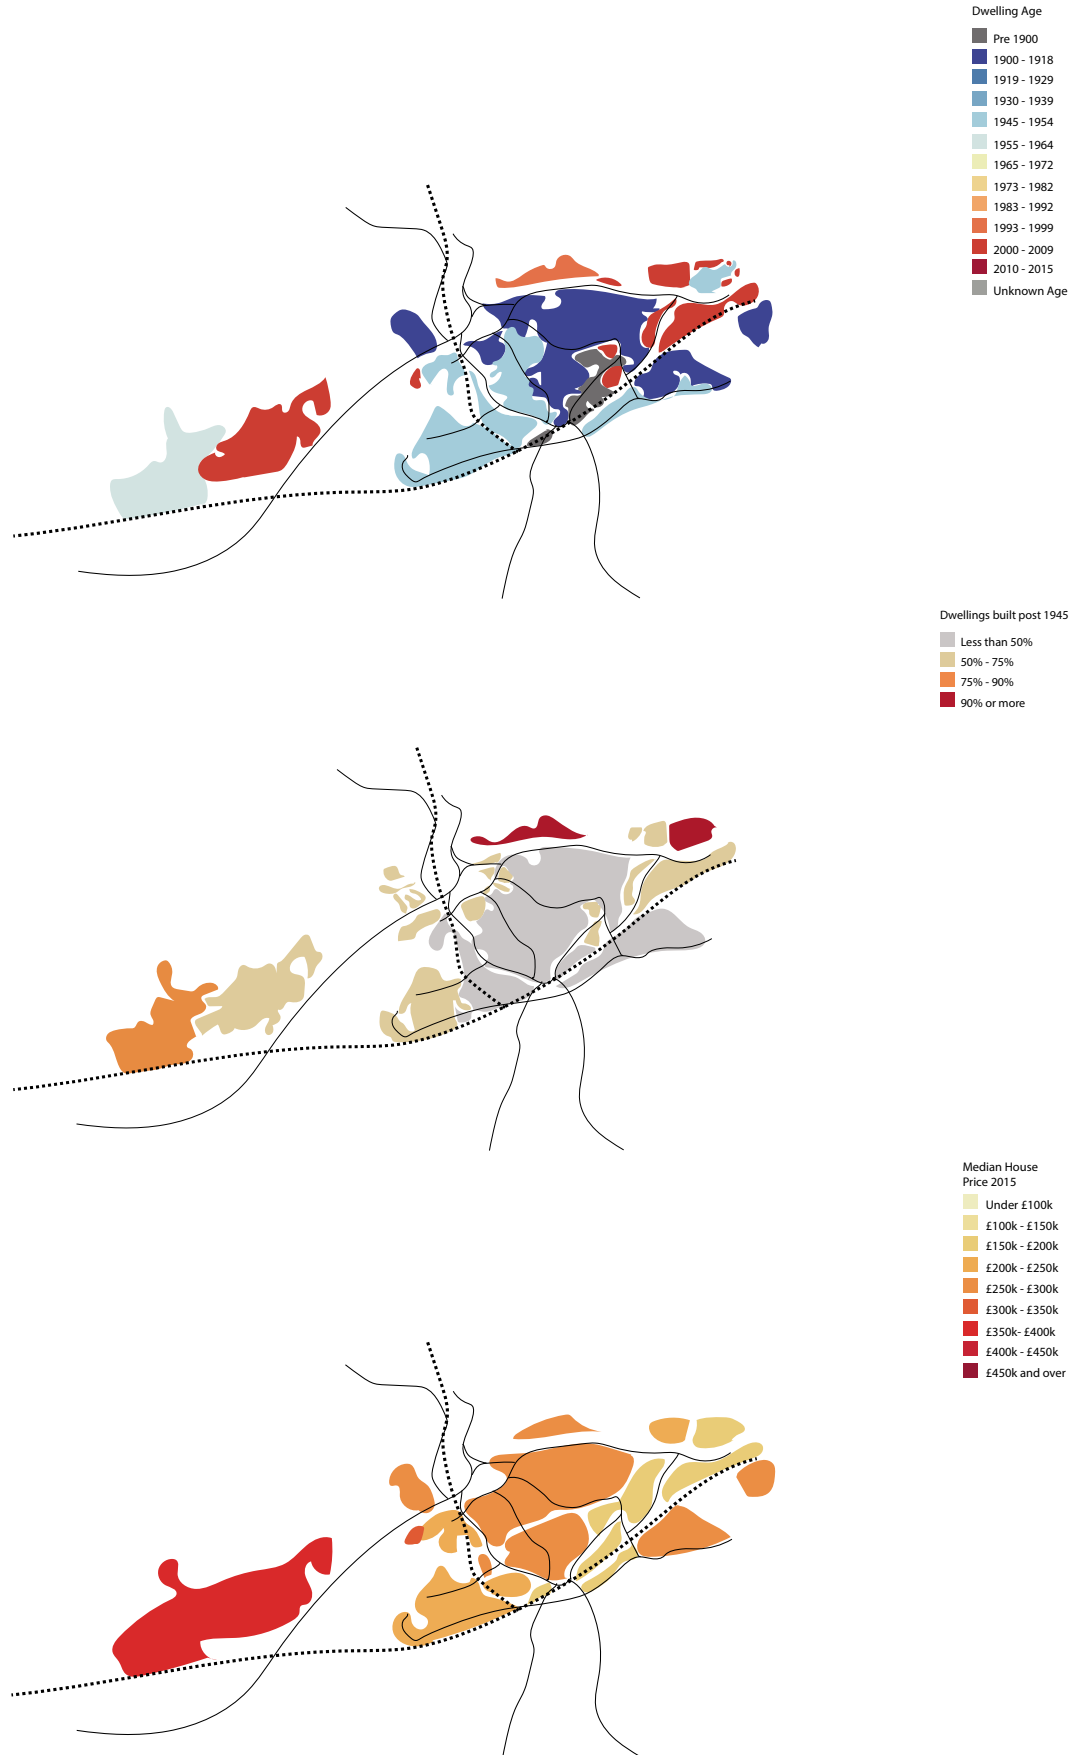 Dwelling Age
Pre 1900
1900 - 1918
1919 - 1929
1930 - 1939
1945 - 1954
1955 - 1964
1965 - 1972
1973 - 1982
1983 - 1992
1993 - 1999
2000 - 2009
2010 - 2015
Unknown Age
Dwellings built post 1945
Less than 50%
50% - 75%
75% - 90%
90% or more
Median House
Price 2015
Under £100k
£100k - £150k
£150k - £200k
£200k - £250k
£250k - £300k
£300k - £350k
£350k- £400k
£400k - £450k
£450k and over